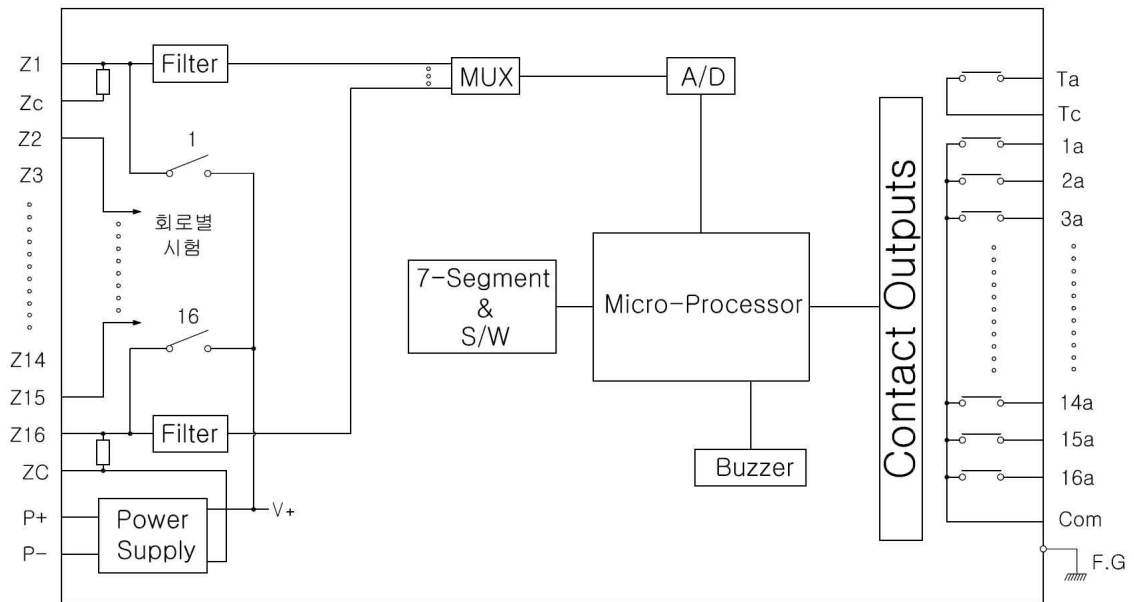 Z1
Zc
Z2
Z3
Z14
Z15
Z16
ZC
P+
P-
Filter
1
회로별
시험
16
Filter
Power
Supply
V+
MUX
A/D
7-Segment
&
S/W
Micro-Processor
Buzzer
Contact Outputs
Ta
Tc
1a
2a
3a
14a
15a
16a
Com
F.G